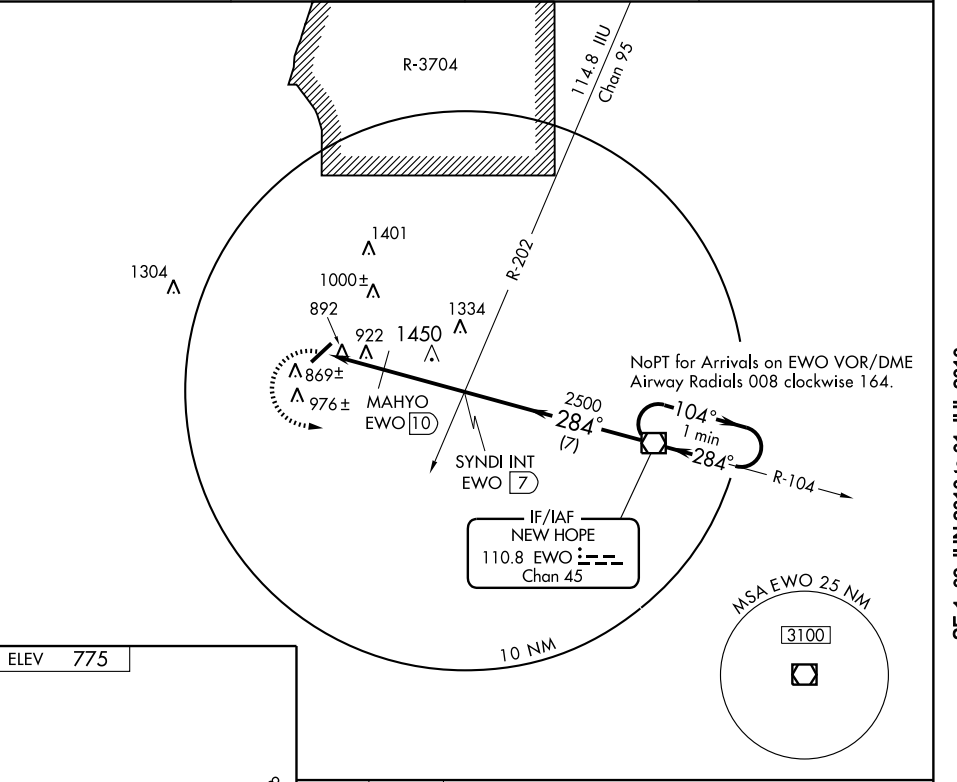 R-3704
114.8 IIU
Chan 95
R-202
1401
1304
1000±
892
922
1450
1334
869±
976±
MAHYO
EWO 10
SYNDI INT
EWO 7
2500
284°
(7)
NoPT for Arrivals on EWO VOR/DME
Airway Radials 008 clockwise 164.
104°
1 min
284°
R-104
IF/IAF
NEW HOPE
110.8 EWO
Chan 45
10 NM
MSA EWO 25 NM
3100
ELEV 775